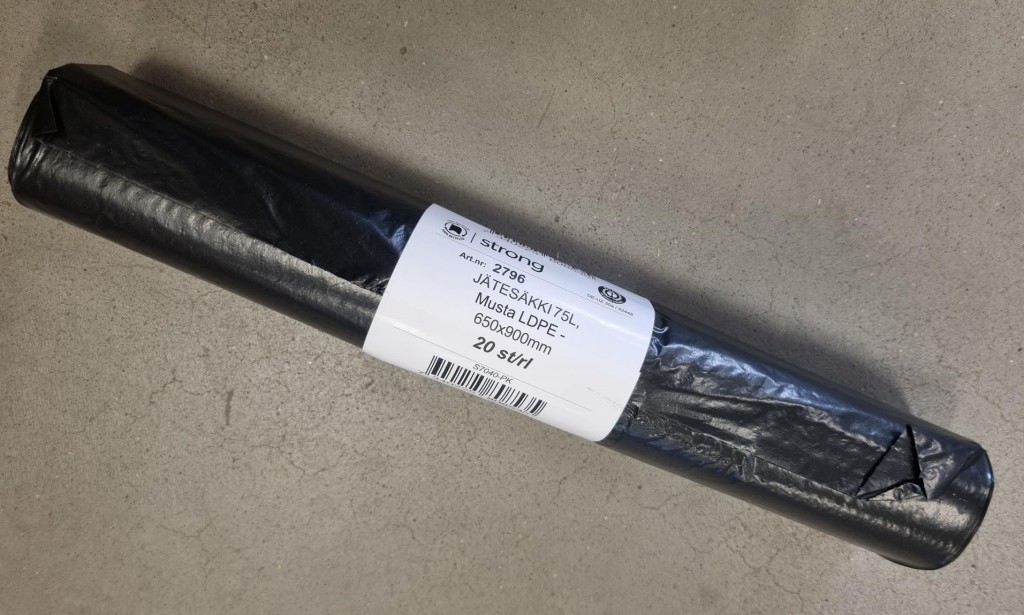 strong
Art.nr: 2796
JÄTESÄKKI 75L,
Musta LDPE -
650x900mm
20 st/rl
S7040-PK